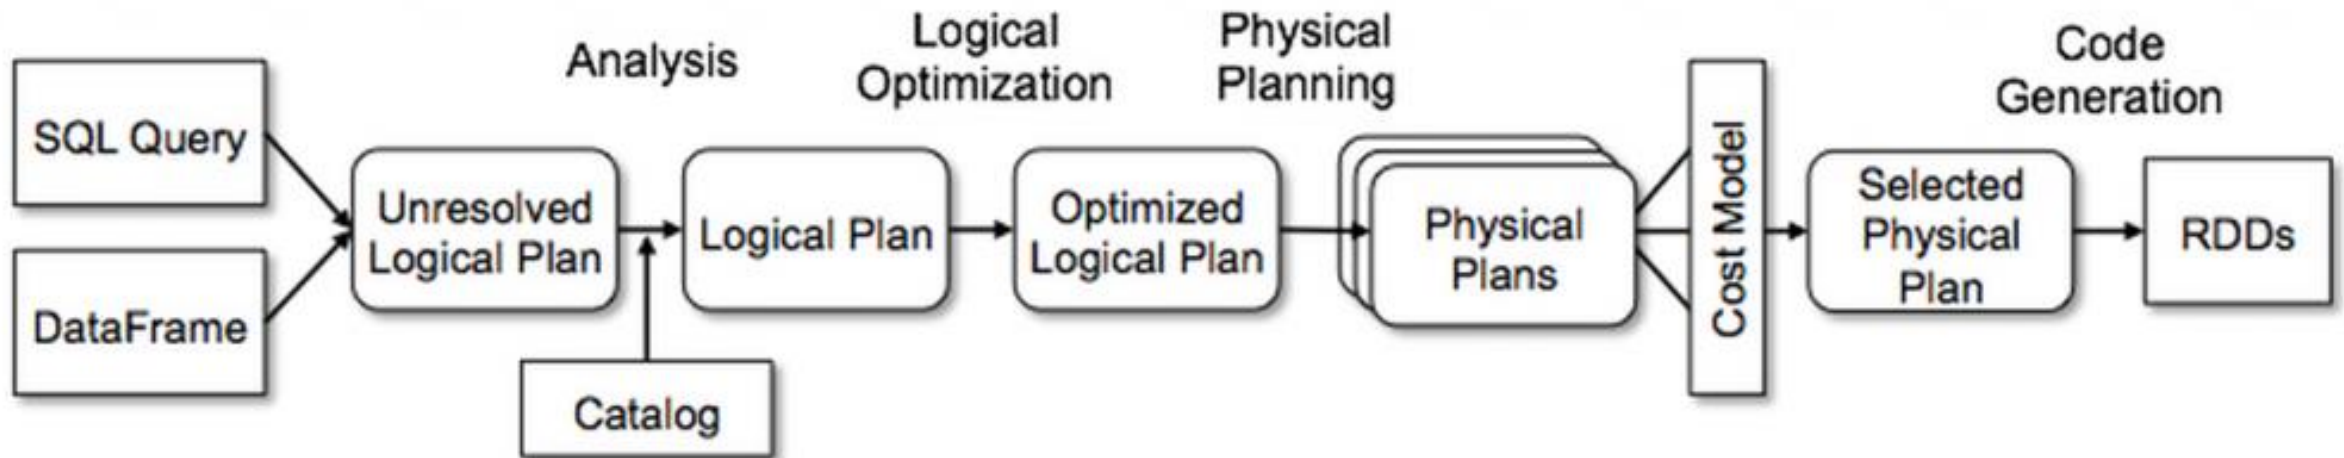 SQL Query
DataFrame
Unresolved
Logical Plan
Analysis
Catalog
Logical Plan
Logical
Optimization
Optimized
Logical Plan
Physical
Planning
Physical
Plans
Cost Model
Selected
Physical
Plan
Code
Generation
RDDs